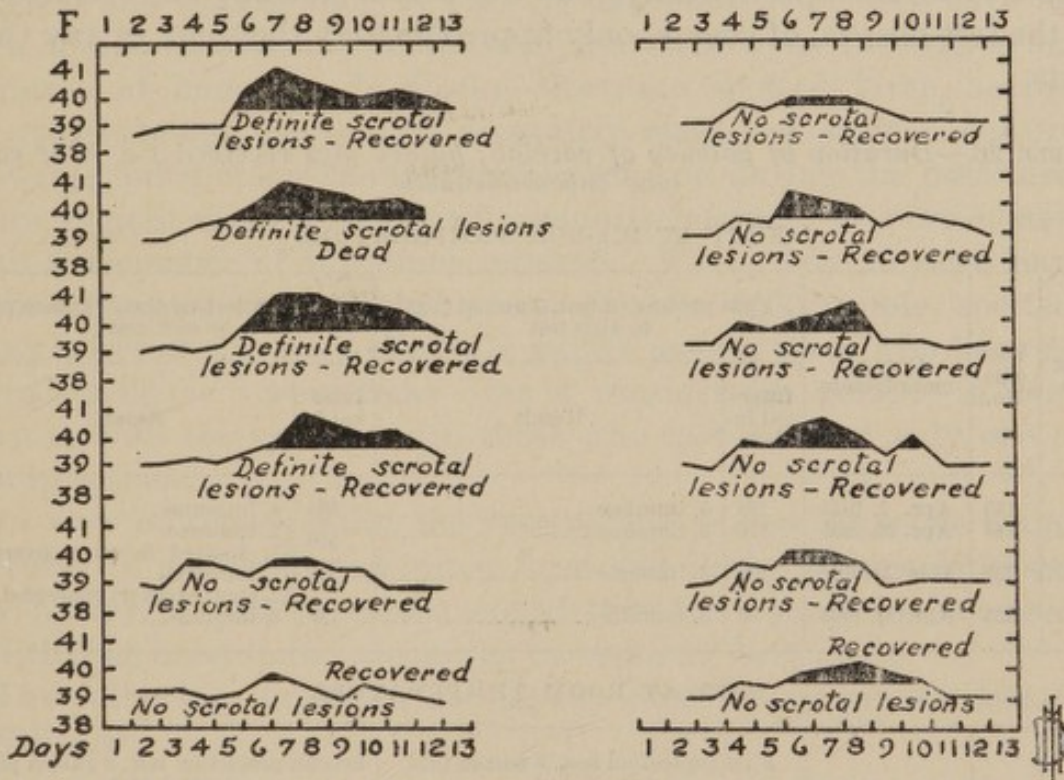 F 1 2 3 4 5 6 7 8 9 10 11 12 13
1 2 3 4 5 6 7 8 9 10 11 12 13
41
40
39
38
Definite scrotal
lesions - Recovered
No scrotal
lesions - Recovered
41
40
39
38
Definite scrotal lesions
Dead
No scrotal
lesions - Recovered
41
40
39
38
Definite scrotal
lesions - Recovered
No scrotal
lesions - Recovered
41
40
39
38
Definite scrotal
lesions - Recovered
No scrotal
lesions - Recovered
41
40
39
38
No scrotal
lesions - Recovered
No scrotal
lesions - Recovered
41
40
39
38
Recovered
No scrotal lesions
Recovered
No scrotal lesions
Days 1 2 3 4 5 6 7 8 9 10 11 12 13
1 2 3 4 5 6 7 8 9 10 11 12 13